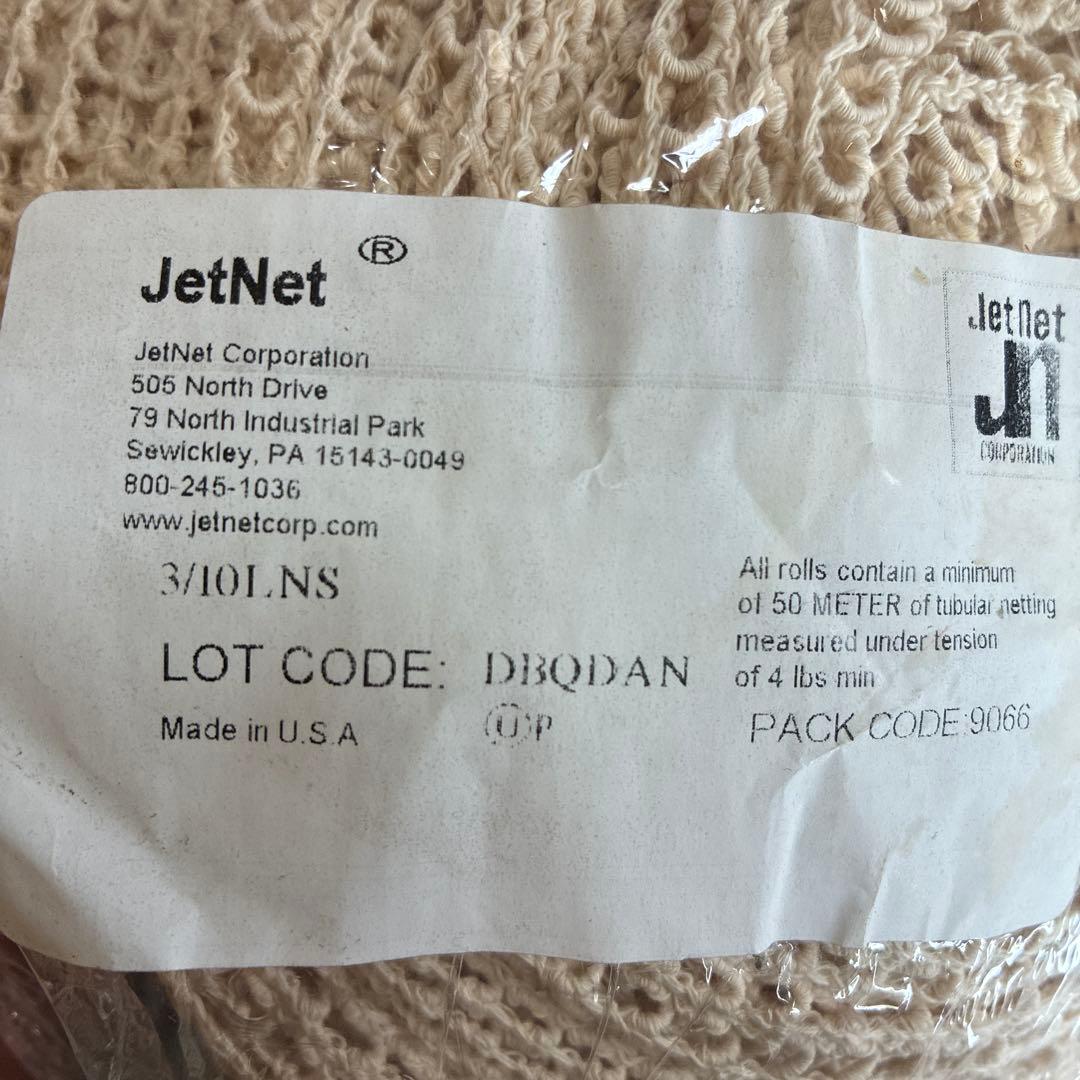 JetNet ®
JetNet Corporation
505 North Drive
79 North Industrial Park
Sewickley, PA 15143-0049
800-245-1036
www.jetnetcorp.com
JetNet
JN
CORPORATION
3/10LNS
LOT CODE: DBQDAN
Made in U.S.A
(U)P
All rolls contain a minimum
of 50 METER of tubular netting
measured under tension
of 4 lbs min
PACK CODE:9066